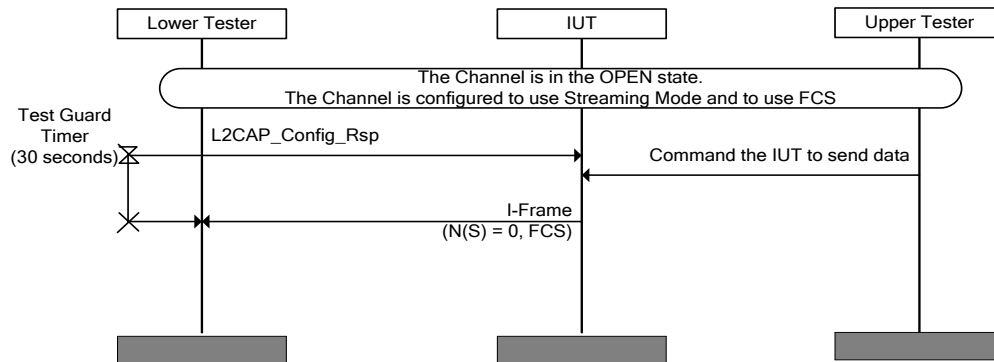 Lower Tester
IUT
Upper Tester
The Channel is in the OPEN state.
The Channel is configured to use Streaming Mode and to use FCS
Test Guard
Timer
(30 seconds)
L2CAP_Config_Rsp
Command the IUT to send data
I-Frame
(N(S) = 0, FCS)